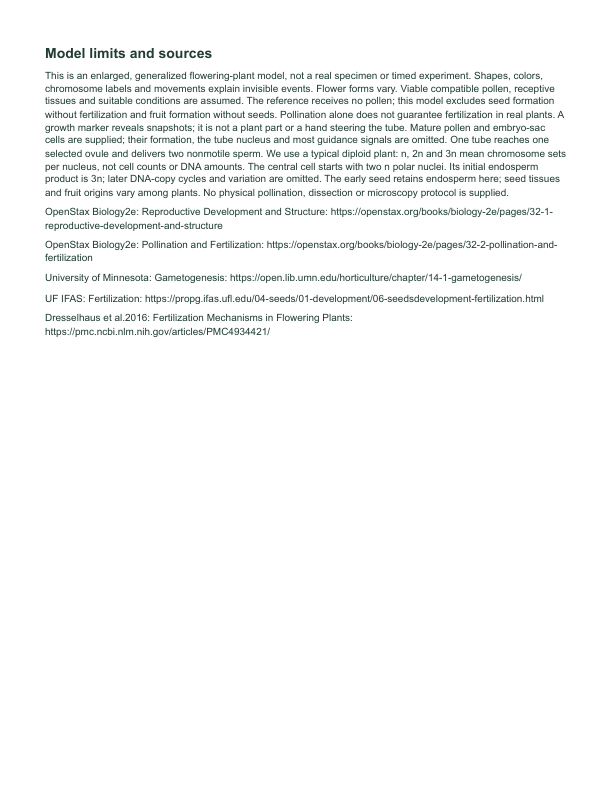 Model limits and sources
This is an enlarged, generalized flowering-plant model, not a real specimen or timed experiment. Shapes, colors,
chromosome labels and movements explain invisible events. Flower forms vary. Viable compatible pollen, receptive
tissues and suitable conditions are assumed. The reference receives no pollen; this model excludes seed formation
without fertilization and fruit formation without seeds. Pollination alone does not guarantee fertilization in real plants. A
growth marker reveals snapshots; it is not a plant part or a hand steering the tube. Mature pollen and embryo-sac
cells are supplied; their formation, the tube nucleus and most guidance signals are omitted. One tube reaches one
selected ovule and delivers two nonmotile sperm. We use a typical diploid plant: n, 2n and 3n mean chromosome sets
per nucleus, not cell counts or DNA amounts. The central cell starts with two n polar nuclei. Its initial endosperm
product is 3n; later DNA-copy cycles and variation are omitted. The early seed retains endosperm here; seed tissues
and fruit origins vary among plants. No physical pollination, dissection or microscopy protocol is supplied.
OpenStax Biology2e: Reproductive Development and Structure: https://openstax.org/books/biology-2e/pages/32-1-
reproductive-development-and-structure
OpenStax Biology2e: Pollination and Fertilization: https://openstax.org/books/biology-2e/pages/32-2-pollination-and-
fertilization
University of Minnesota: Gametogenesis: https://open.lib.umn.edu/horticulture/chapter/14-1-gametogenesis/
UF IFAS: Fertilization: https://propg.ifas.ufl.edu/04-seeds/01-development/06-seedsdevelopment-fertilization.html
Dresselhaus et al.2016: Fertilization Mechanisms in Flowering Plants:
https://pmc.ncbi.nlm.nih.gov/articles/PMC4934421/